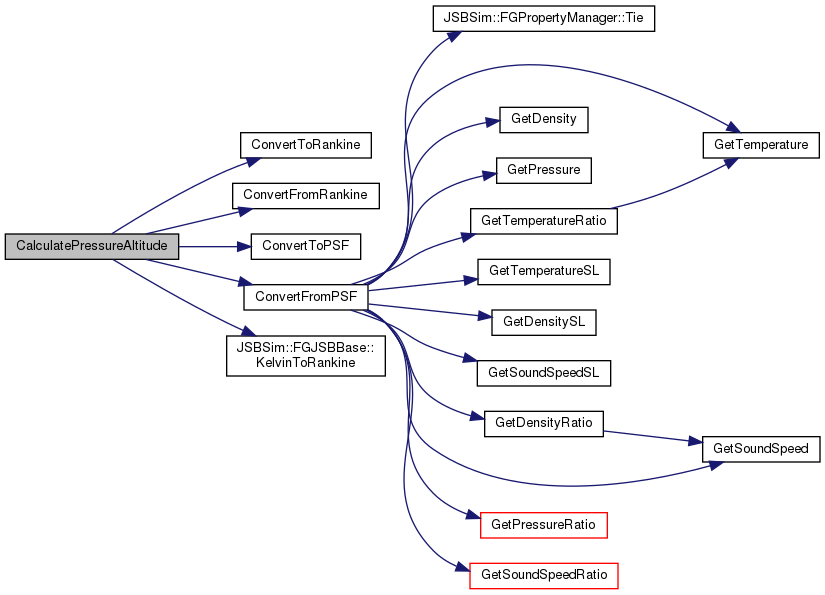 CalculatePressureAltitude
ConvertToRankine
ConvertFromRankine
ConvertToPSF
ConvertFromPSF
JSBSim::FGJSBBase::
KelvinToRankine
JSBSim::FGPropertyManager::Tie
GetDensity
GetPressure
GetTemperatureRatio
GetTemperatureSL
GetDensitySL
GetSoundSpeedSL
GetDensityRatio
GetPressureRatio
GetSoundSpeedRatio
GetTemperature
GetSoundSpeed